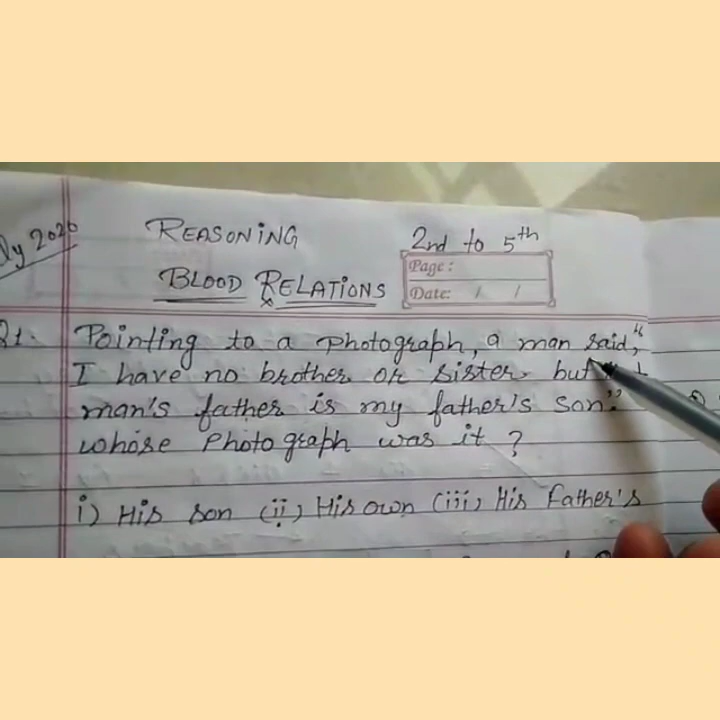 2020
REASONING 2nd to 5th
BLOOD RELATIONS
Page:
Date: / /
Q1. Pointing to a photograph, a man said, "
I have no brother or sister, but
man's father is my father's son."
whose Photograph was it ?
i) His son (ii) His own (iii) His Father's